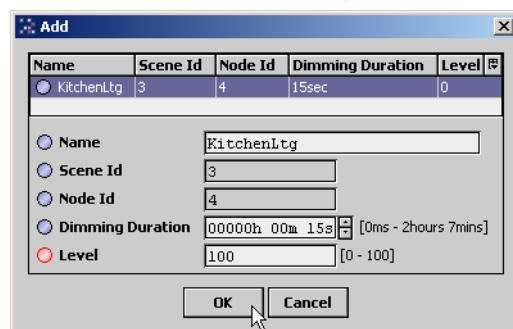 Add
Name Scene Id Node Id Dimming Duration Level
KitchenLtg 3 4 15sec 0
Name KitchenLtg
Scene Id 3
Node Id 4
Dimming Duration 00000h 00m 15s [0ms - 2hours 7mins]
Level 100 [0 - 100]
OK Cancel